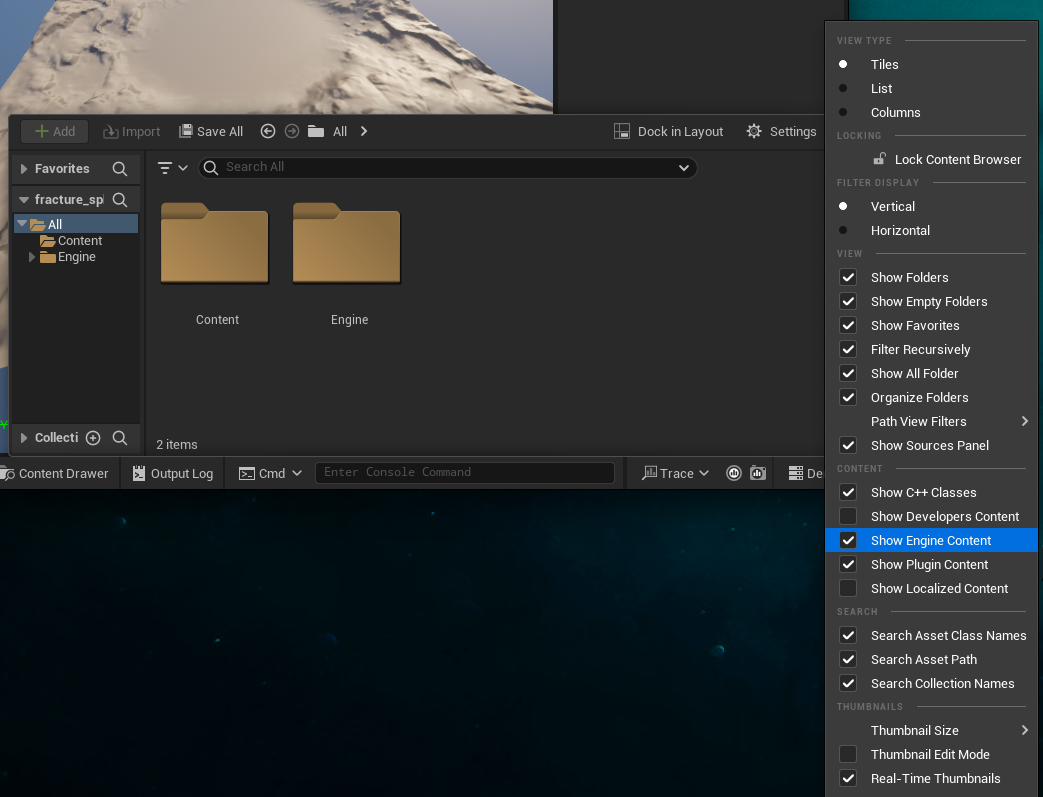 Add
Import
Save All
All
Dock in Layout
Settings
Favorites
Search All
fracture_sp
All
Content
Engine
Content
Engine
Collecti
2 items
Content Drawer
Output Log
Cmd
Enter Console Command
Trace
De
VIEW TYPE
Tiles
List
Columns
LOCKING
Lock Content Browser
FILTER DISPLAY
Vertical
Horizontal
VIEW
Show Folders
Show Empty Folders
Show Favorites
Filter Recursively
Show All Folder
Organize Folders
Path View Filters
Show Sources Panel
CONTENT
Show C++ Classes
Show Developers Content
Show Engine Content
Show Plugin Content
Show Localized Content
SEARCH
Search Asset Class Names
Search Asset Path
Search Collection Names
THUMBNAILS
Thumbnail Size
Thumbnail Edit Mode
Real-Time Thumbnails